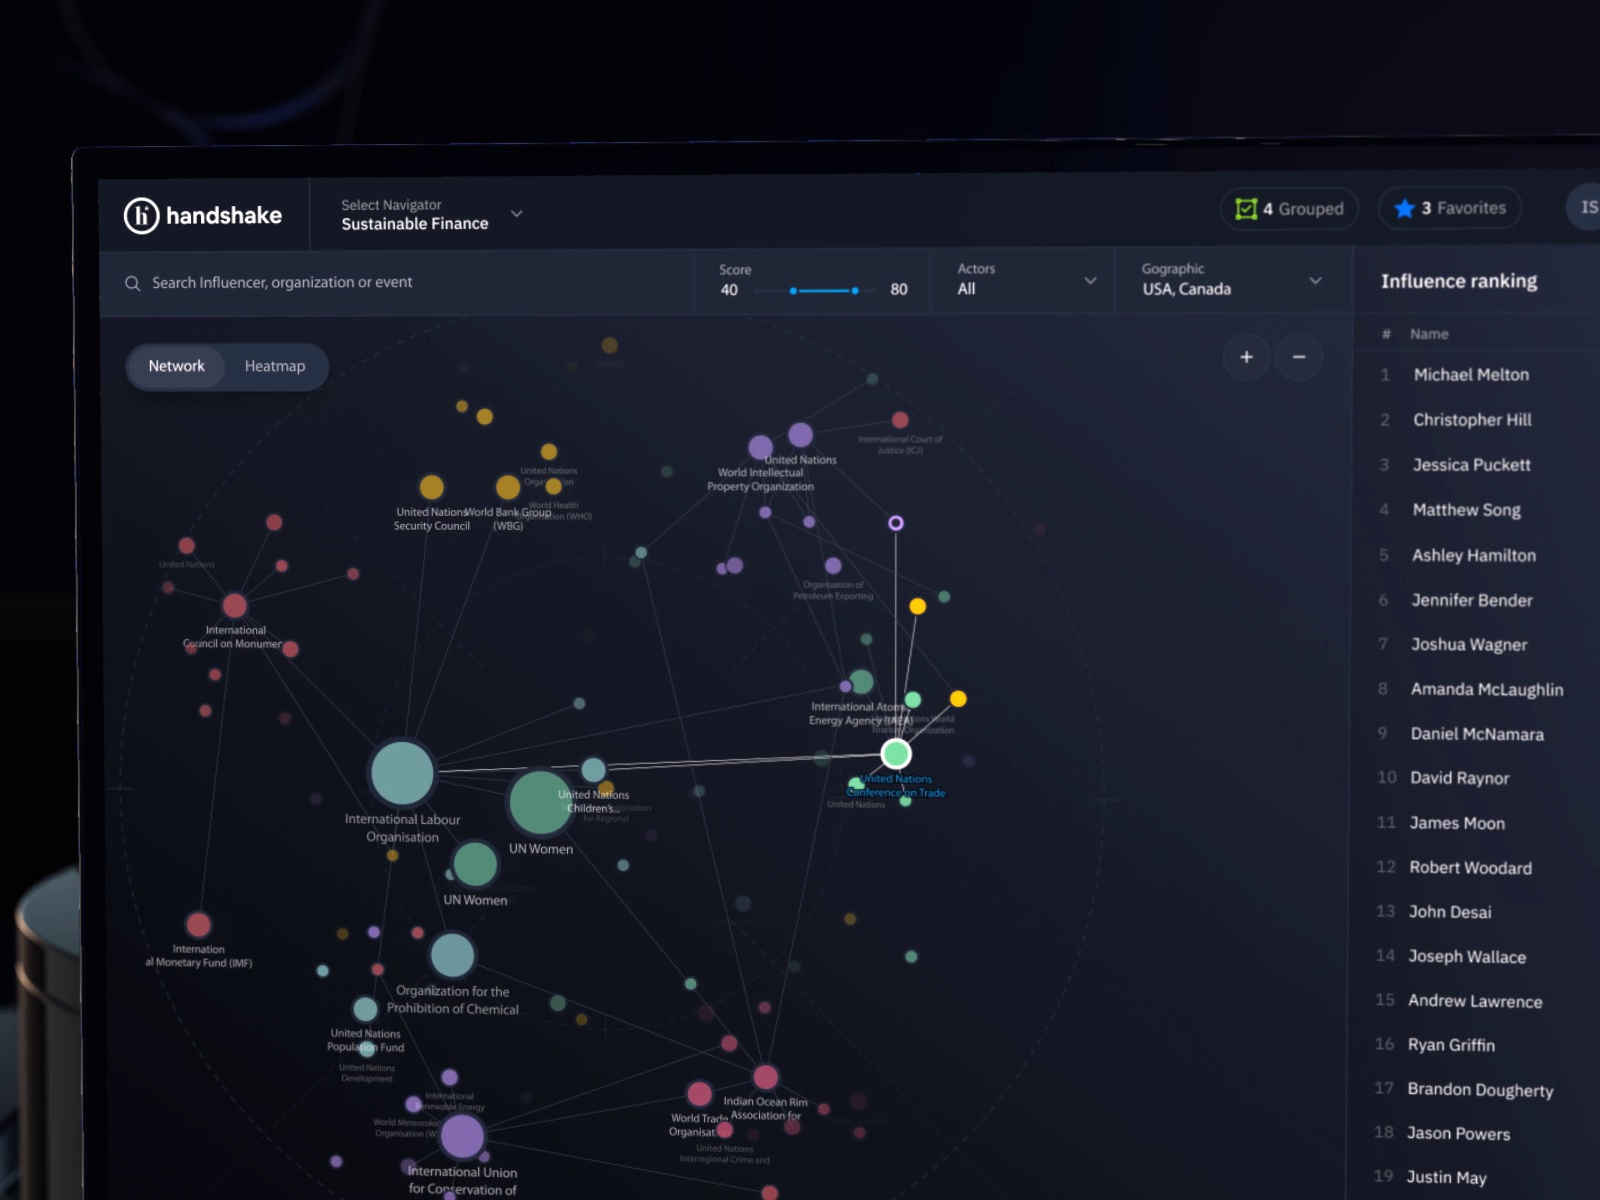 handshake
Select Navigator
Sustainable Finance
4 Grouped
3 Favorites
IS
Search Influencer, organization or event
Score
40
80
Actors
All
Gographic
USA, Canada
Influence ranking
# Name
Network
Heatmap
+
−
1 Michael Melton
2 Christopher Hill
3 Jessica Puckett
4 Matthew Song
5 Ashley Hamilton
6 Jennifer Bender
7 Joshua Wagner
8 Amanda McLaughlin
9 Daniel McNamara
10 David Raynor
11 James Moon
12 Robert Woodard
13 John Desai
14 Joseph Wallace
15 Andrew Lawrence
16 Ryan Griffin
17 Brandon Dougherty
18 Jason Powers
19 Justin May
International Court of
Justice (ICJ)
United Nations
World Intellectual
Property Organization
United Nations
United Nations
Security Council
World Bank Group
(WBG)
World Health
(WHO)
United Nations
Organization of
Petroleum Exporting
International
Council on Monumen
International Atom
Energy Agency (IAEA)
World
Tourism Organization
United Nations
Conference on Trade
United Nations
International Labour
Organisation
United Nations
Children's...
for Regional
UN Women
UN Women
Internation
al Monetary Fund (IMF)
Organization for the
Prohibition of Chemical
United Nations
Population Fund
United Nations
Development
International
Renewable Energy
World Meteorolo
Organisation (W
International Union
for Conservation of
Indian Ocean Rim
Association for
World Trade
Organisat
United Nations
Interregional Crime and